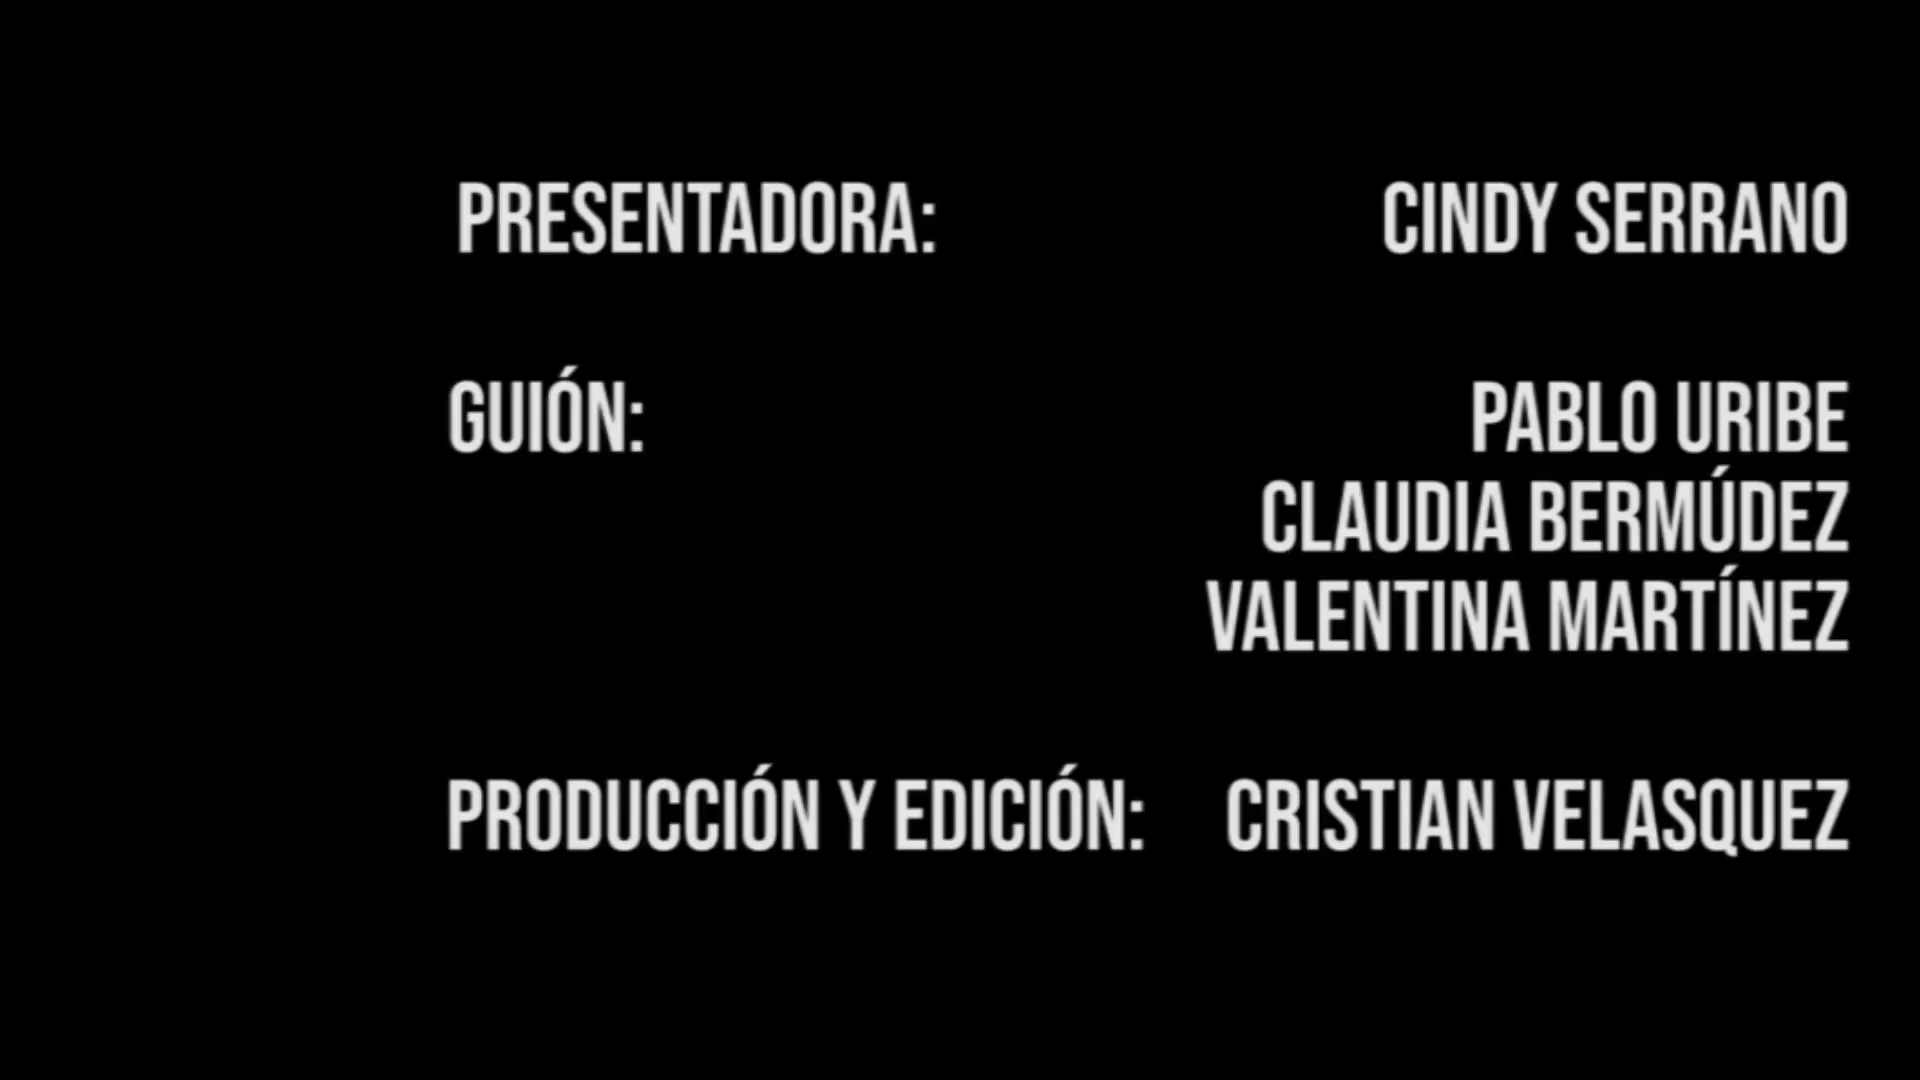 PRESENTADORA: CINDY SERRANO
GUIÓN: PABLO URIBE
CLAUDIA BERMÚDEZ
VALENTINA MARTÍNEZ
PRODUCCIÓN Y EDICIÓN: CRISTIAN VELASQUEZ